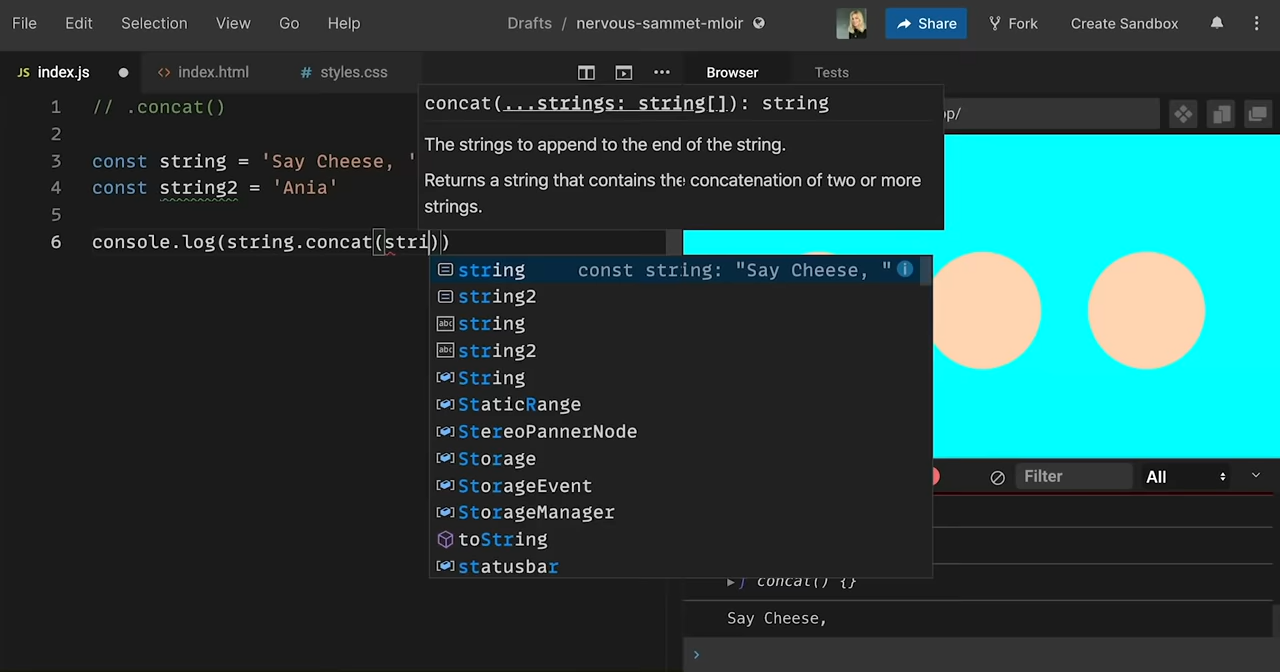 File Edit Selection View Go Help Drafts / nervous-sammet-mloir Share Fork Create Sandbox
JS index.js <> index.html # styles.css ••• Browser Tests
1 // .concat()
2
3 const string = 'Say Cheese, '
4 const string2 = 'Ania'
5
6 console.log(string.concat(stri))
concat(...strings: string[]): string
The strings to append to the end of the string.
Returns a string that contains the concatenation of two or more
strings.
p/
string const string: "Say Cheese, "
string2
abc string
abc string2
String
StaticRange
StereoPannerNode
Storage
StorageEvent
StorageManager
toString
statusbar
Filter All
concat() {}
Say Cheese,
›